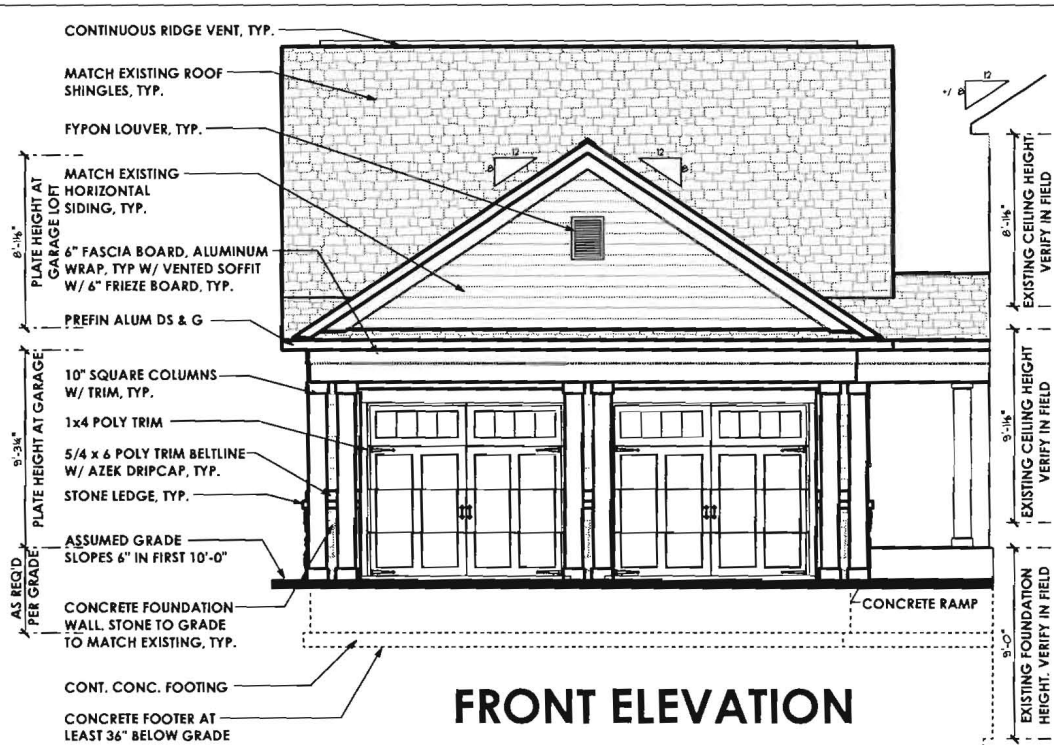 CONTINUOUS RIDGE VENT, TYP.
MATCH EXISTING ROOF
SHINGLES, TYP.
FYPON LOUVER, TYP.
MATCH EXISTING
HORIZONTAL
SIDING, TYP.
6" FASCIA BOARD, ALUMINUM
WRAP, TYP W/ VENTED SOFFIT
W/ 6" FRIEZE BOARD, TYP.
PREFIN ALUM DS & G
10" SQUARE COLUMNS
W/ TRIM, TYP.
1x4 POLY TRIM
5/4 x 6 POLY TRIM BELTLINE
W/ AZEK DRIPCAP, TYP.
STONE LEDGE, TYP.
ASSUMED GRADE
SLOPES 6" IN FIRST 10'-0"
CONCRETE FOUNDATION
WALL. STONE TO GRADE
TO MATCH EXISTING, TYP.
CONT. CONC. FOOTING
CONCRETE FOOTER AT
LEAST 36" BELOW GRADE
8'-1⅛"
PLATE HEIGHT AT
GARAGE LOFT
PLATE HEIGHT AT GARAGE
AS REQ'D
PER GRADE
12
8
12
8
12
+/- 8
8'-1⅛"
EXISTING CEILING HEIGHT
VERIFY IN FIELD
9'-1⅛"
EXISTING CEILING HEIGHT
VERIFY IN FIELD
EXISTING FOUNDATION
HEIGHT. VERIFY IN FIELD
CONCRETE RAMP
FRONT ELEVATION